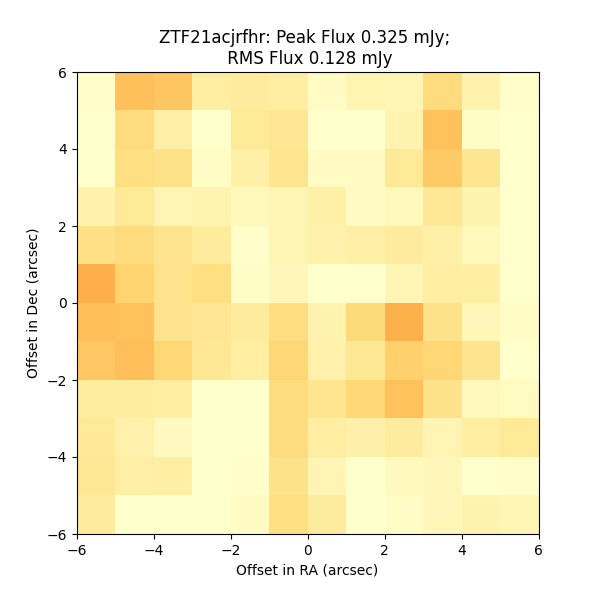 ZTF21acjrfhr: Peak Flux 0.325 mJy;
RMS Flux 0.128 mJy
6
4
2
0
−2
−4
−6
Offset in Dec (arcsec)
−6 −4 −2 0 2 4 6
Offset in RA (arcsec)